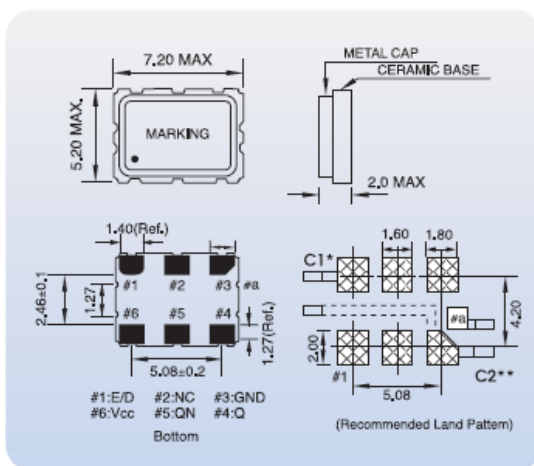 7.20 MAX
METAL CAP
CERAMIC BASE
5.20 MAX.
MARKING
2.0 MAX
1.40(Ref.)
#1 #2 #3
#a
2.46±0.1
1.27
#6 #5 #4
1.27(Ref.)
5.08±0.2
#1:E/D #2:NC #3:GND
#6:Vcc #5:QN #4:Q
Bottom
1.60
1.80
C1*
#a
4.20
2.00
#1
5.08
C2**
(Recommended Land Pattem)